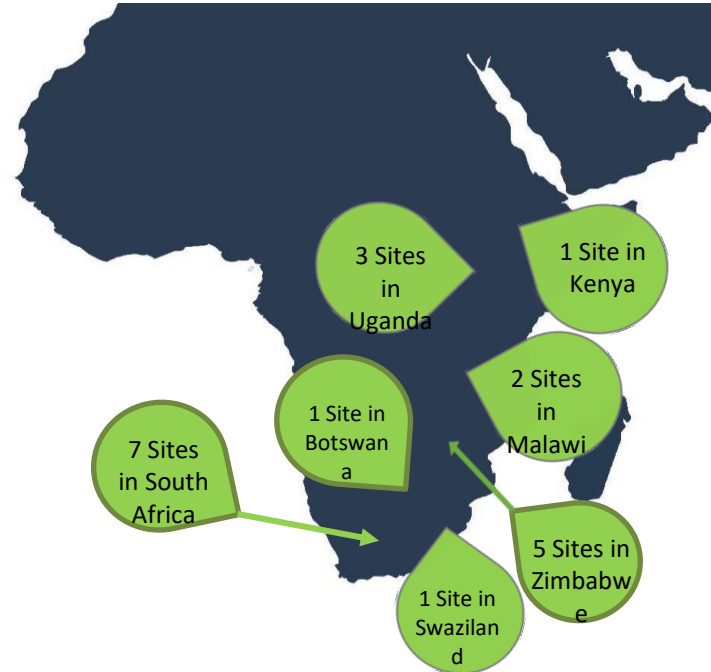 3 Sites
in
Uganda
1 Site in
Kenya
2 Sites
in
Malawi
1 Site in
Botswan
a
7 Sites
in South
Africa
5 Sites in
Zimbabw
e
1 Site in
Swazilan
d